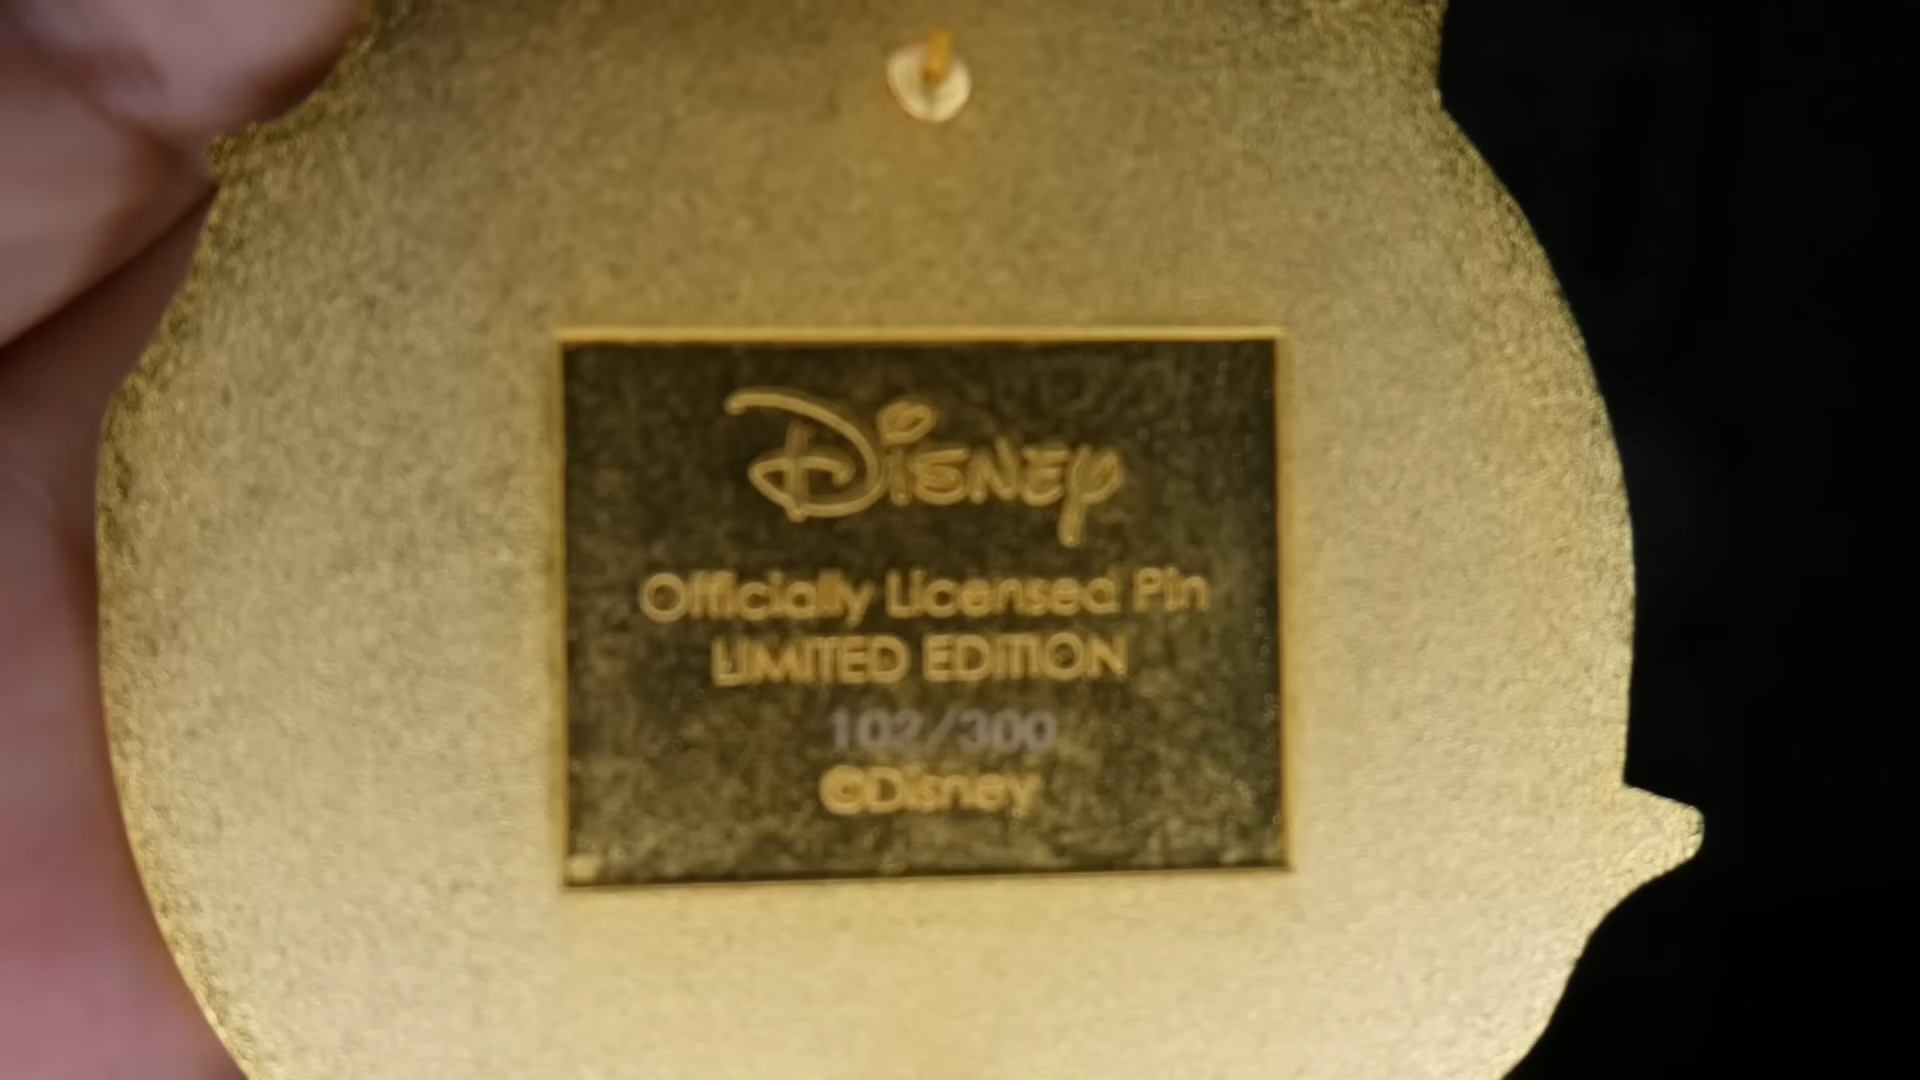 Disney
Officially Licensed Pin
LIMITED EDITION
102/300
©Disney